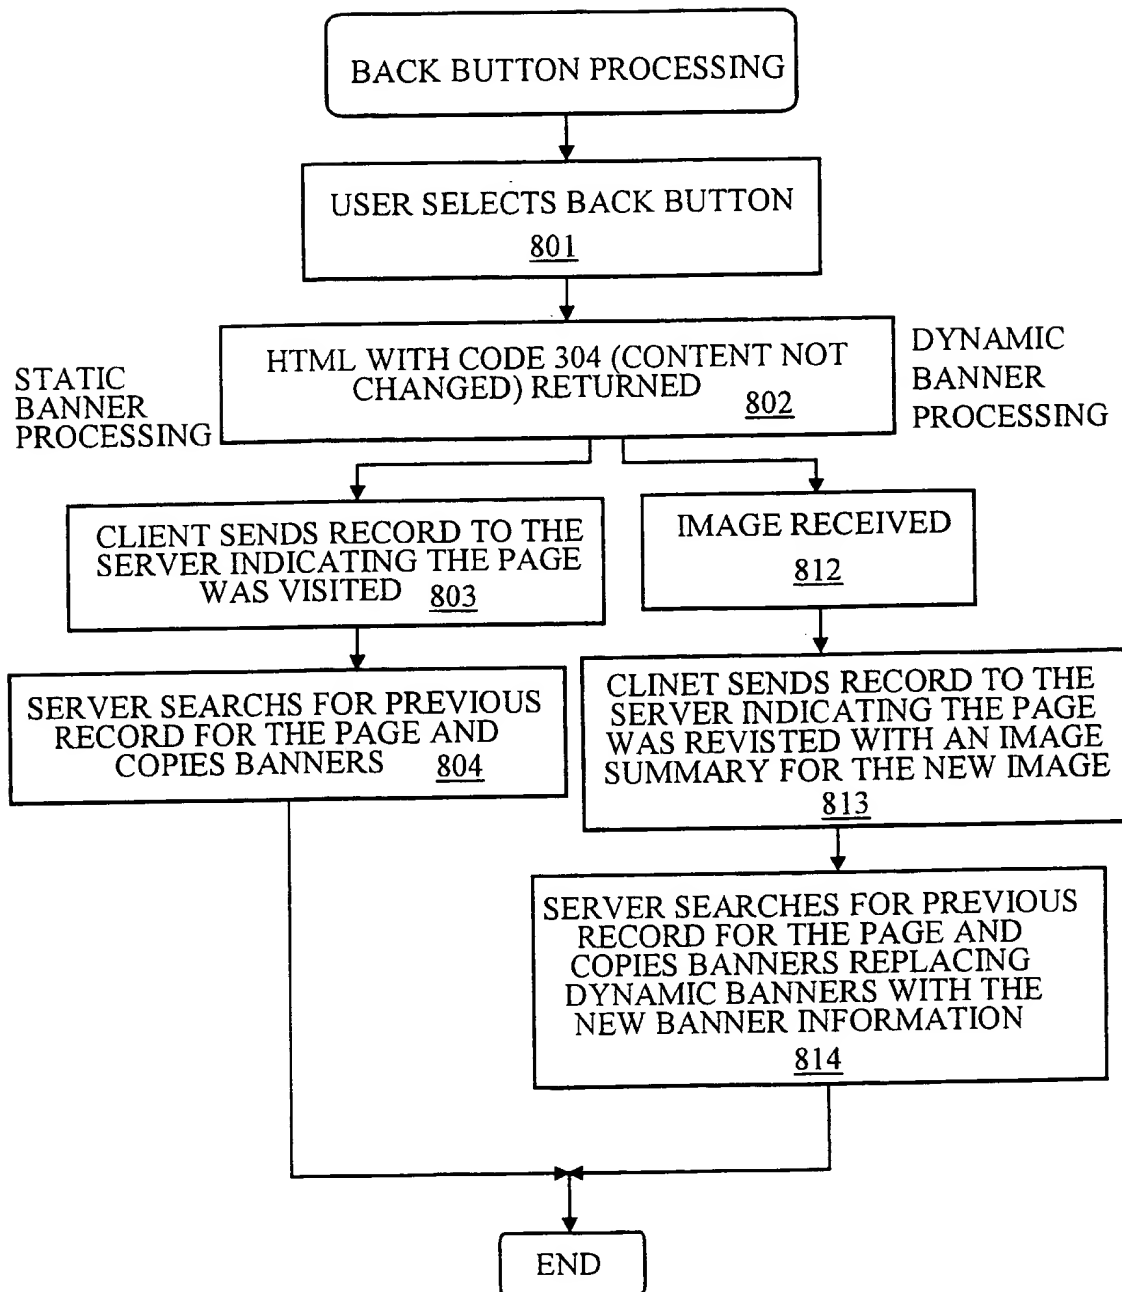 BACK BUTTON PROCESSING
USER SELECTS BACK BUTTON
801
STATIC
BANNER
PROCESSING
HTML WITH CODE 304 (CONTENT NOT
CHANGED) RETURNED
802
DYNAMIC
BANNER
PROCESSING
CLIENT SENDS RECORD TO THE
SERVER INDICATING THE PAGE
WAS VISITED 803
SERVER SEARCHS FOR PREVIOUS
RECORD FOR THE PAGE AND
COPIES BANNERS 804
IMAGE RECEIVED
812
CLINET SENDS RECORD TO THE
SERVER INDICATING THE PAGE
WAS REVISTED WITH AN IMAGE
SUMMARY FOR THE NEW IMAGE
813
SERVER SEARCHES FOR PREVIOUS
RECORD FOR THE PAGE AND
COPIES BANNERS REPLACING
DYNAMIC BANNERS WITH THE
NEW BANNER INFORMATION
814
END